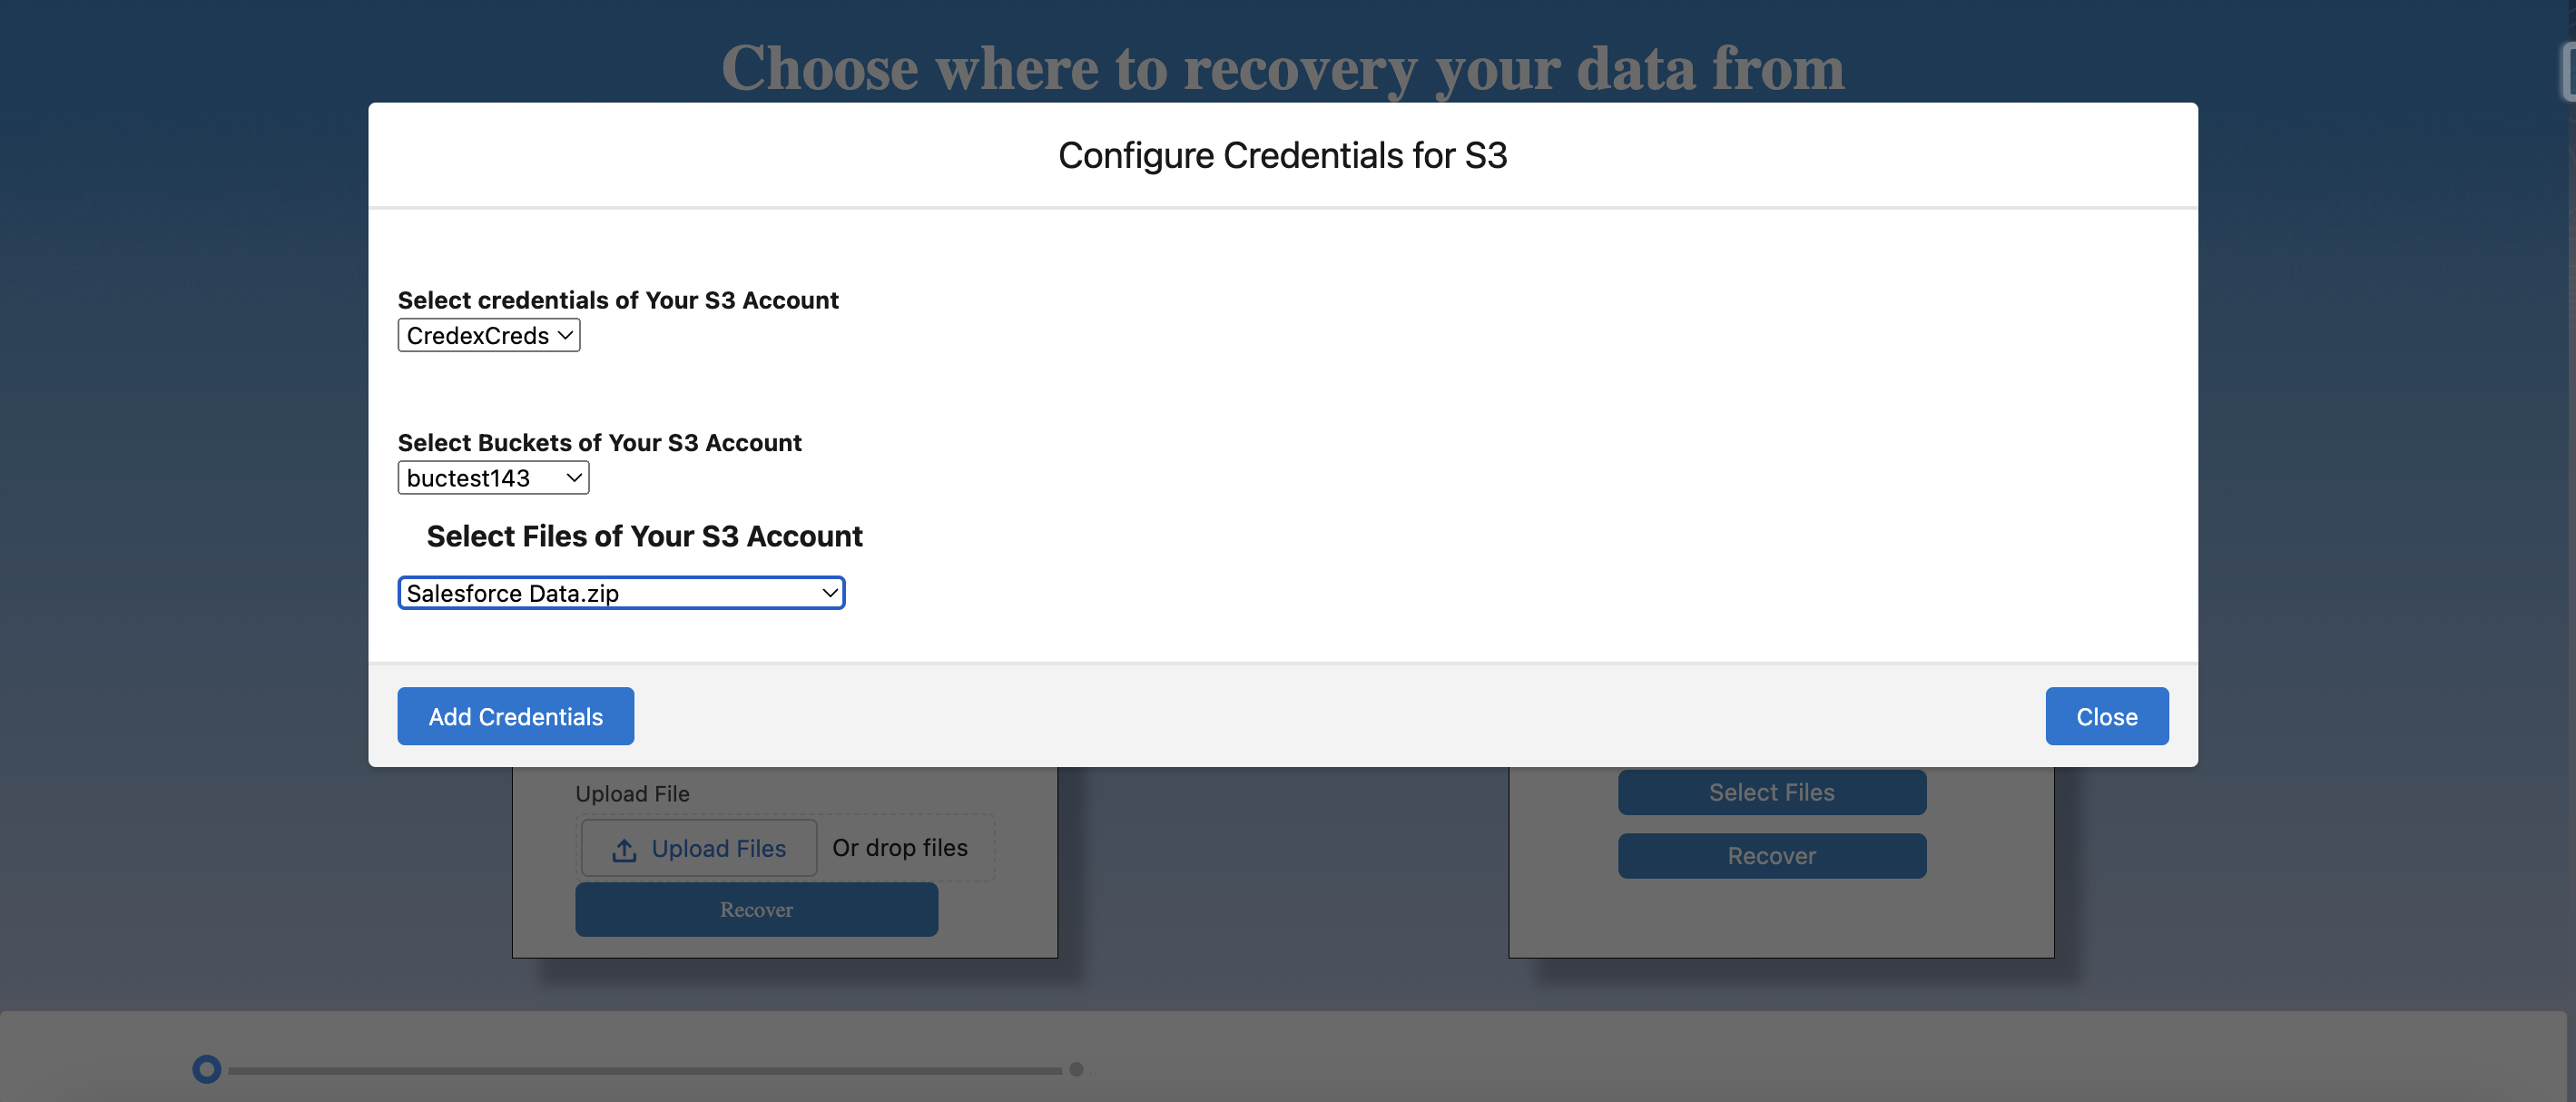 Choose where to recovery your data from
Configure Credentials for S3
Select credentials of Your S3 Account
CredexCreds
Select Buckets of Your S3 Account
buctest143
Select Files of Your S3 Account
Salesforce Data.zip
Add Credentials
Close
Upload File
Upload Files
Or drop files
Recover
Select Files
Recover